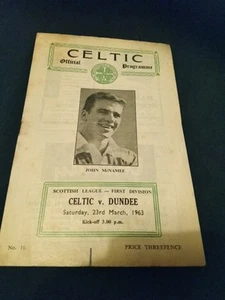 CELTIC
Official Programme
JOHN McNAMEE
SCOTTISH LEAGUE — FIRST DIVISION
CELTIC v. DUNDEE
Saturday, 23rd March, 1963
Kick-off 3.00 p.m.
No. PRICE THREEPENCE